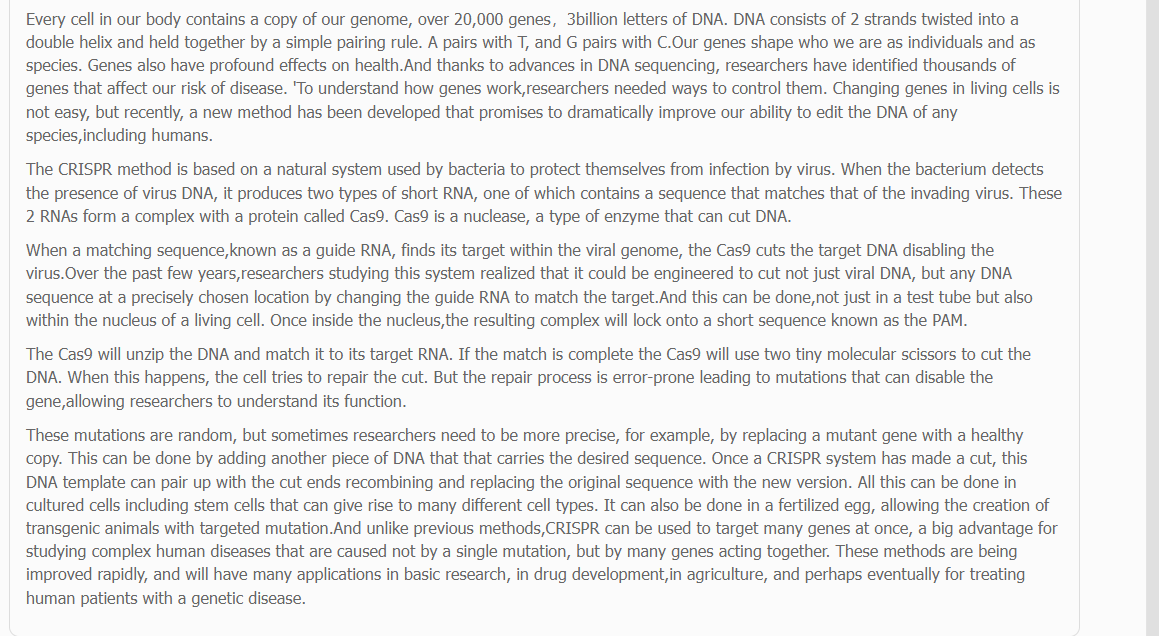 Every cell in our body contains a copy of our genome, over 20,000 genes，3billion letters of DNA. DNA consists of 2 strands twisted into a
double helix and held together by a simple pairing rule. A pairs with T, and G pairs with C.Our genes shape who we are as individuals and as
species. Genes also have profound effects on health.And thanks to advances in DNA sequencing, researchers have identified thousands of
genes that affect our risk of disease. 'To understand how genes work,researchers needed ways to control them. Changing genes in living cells is
not easy, but recently, a new method has been developed that promises to dramatically improve our ability to edit the DNA of any
species,including humans.
The CRISPR method is based on a natural system used by bacteria to protect themselves from infection by virus. When the bacterium detects
the presence of virus DNA, it produces two types of short RNA, one of which contains a sequence that matches that of the invading virus. These
2 RNAs form a complex with a protein called Cas9. Cas9 is a nuclease, a type of enzyme that can cut DNA.
When a matching sequence,known as a guide RNA, finds its target within the viral genome, the Cas9 cuts the target DNA disabling the
virus.Over the past few years,researchers studying this system realized that it could be engineered to cut not just viral DNA, but any DNA
sequence at a precisely chosen location by changing the guide RNA to match the target.And this can be done,not just in a test tube but also
within the nucleus of a living cell. Once inside the nucleus,the resulting complex will lock onto a short sequence known as the PAM.
The Cas9 will unzip the DNA and match it to its target RNA. If the match is complete the Cas9 will use two tiny molecular scissors to cut the
DNA. When this happens, the cell tries to repair the cut. But the repair process is error-prone leading to mutations that can disable the
gene,allowing researchers to understand its function.
These mutations are random, but sometimes researchers need to be more precise, for example, by replacing a mutant gene with a healthy
copy. This can be done by adding another piece of DNA that that carries the desired sequence. Once a CRISPR system has made a cut, this
DNA template can pair up with the cut ends recombining and replacing the original sequence with the new version. All this can be done in
cultured cells including stem cells that can give rise to many different cell types. It can also be done in a fertilized egg, allowing the creation of
transgenic animals with targeted mutation.And unlike previous methods,CRISPR can be used to target many genes at once, a big advantage for
studying complex human diseases that are caused not by a single mutation, but by many genes acting together. These methods are being
improved rapidly, and will have many applications in basic research, in drug development,in agriculture, and perhaps eventually for treating
human patients with a genetic disease.